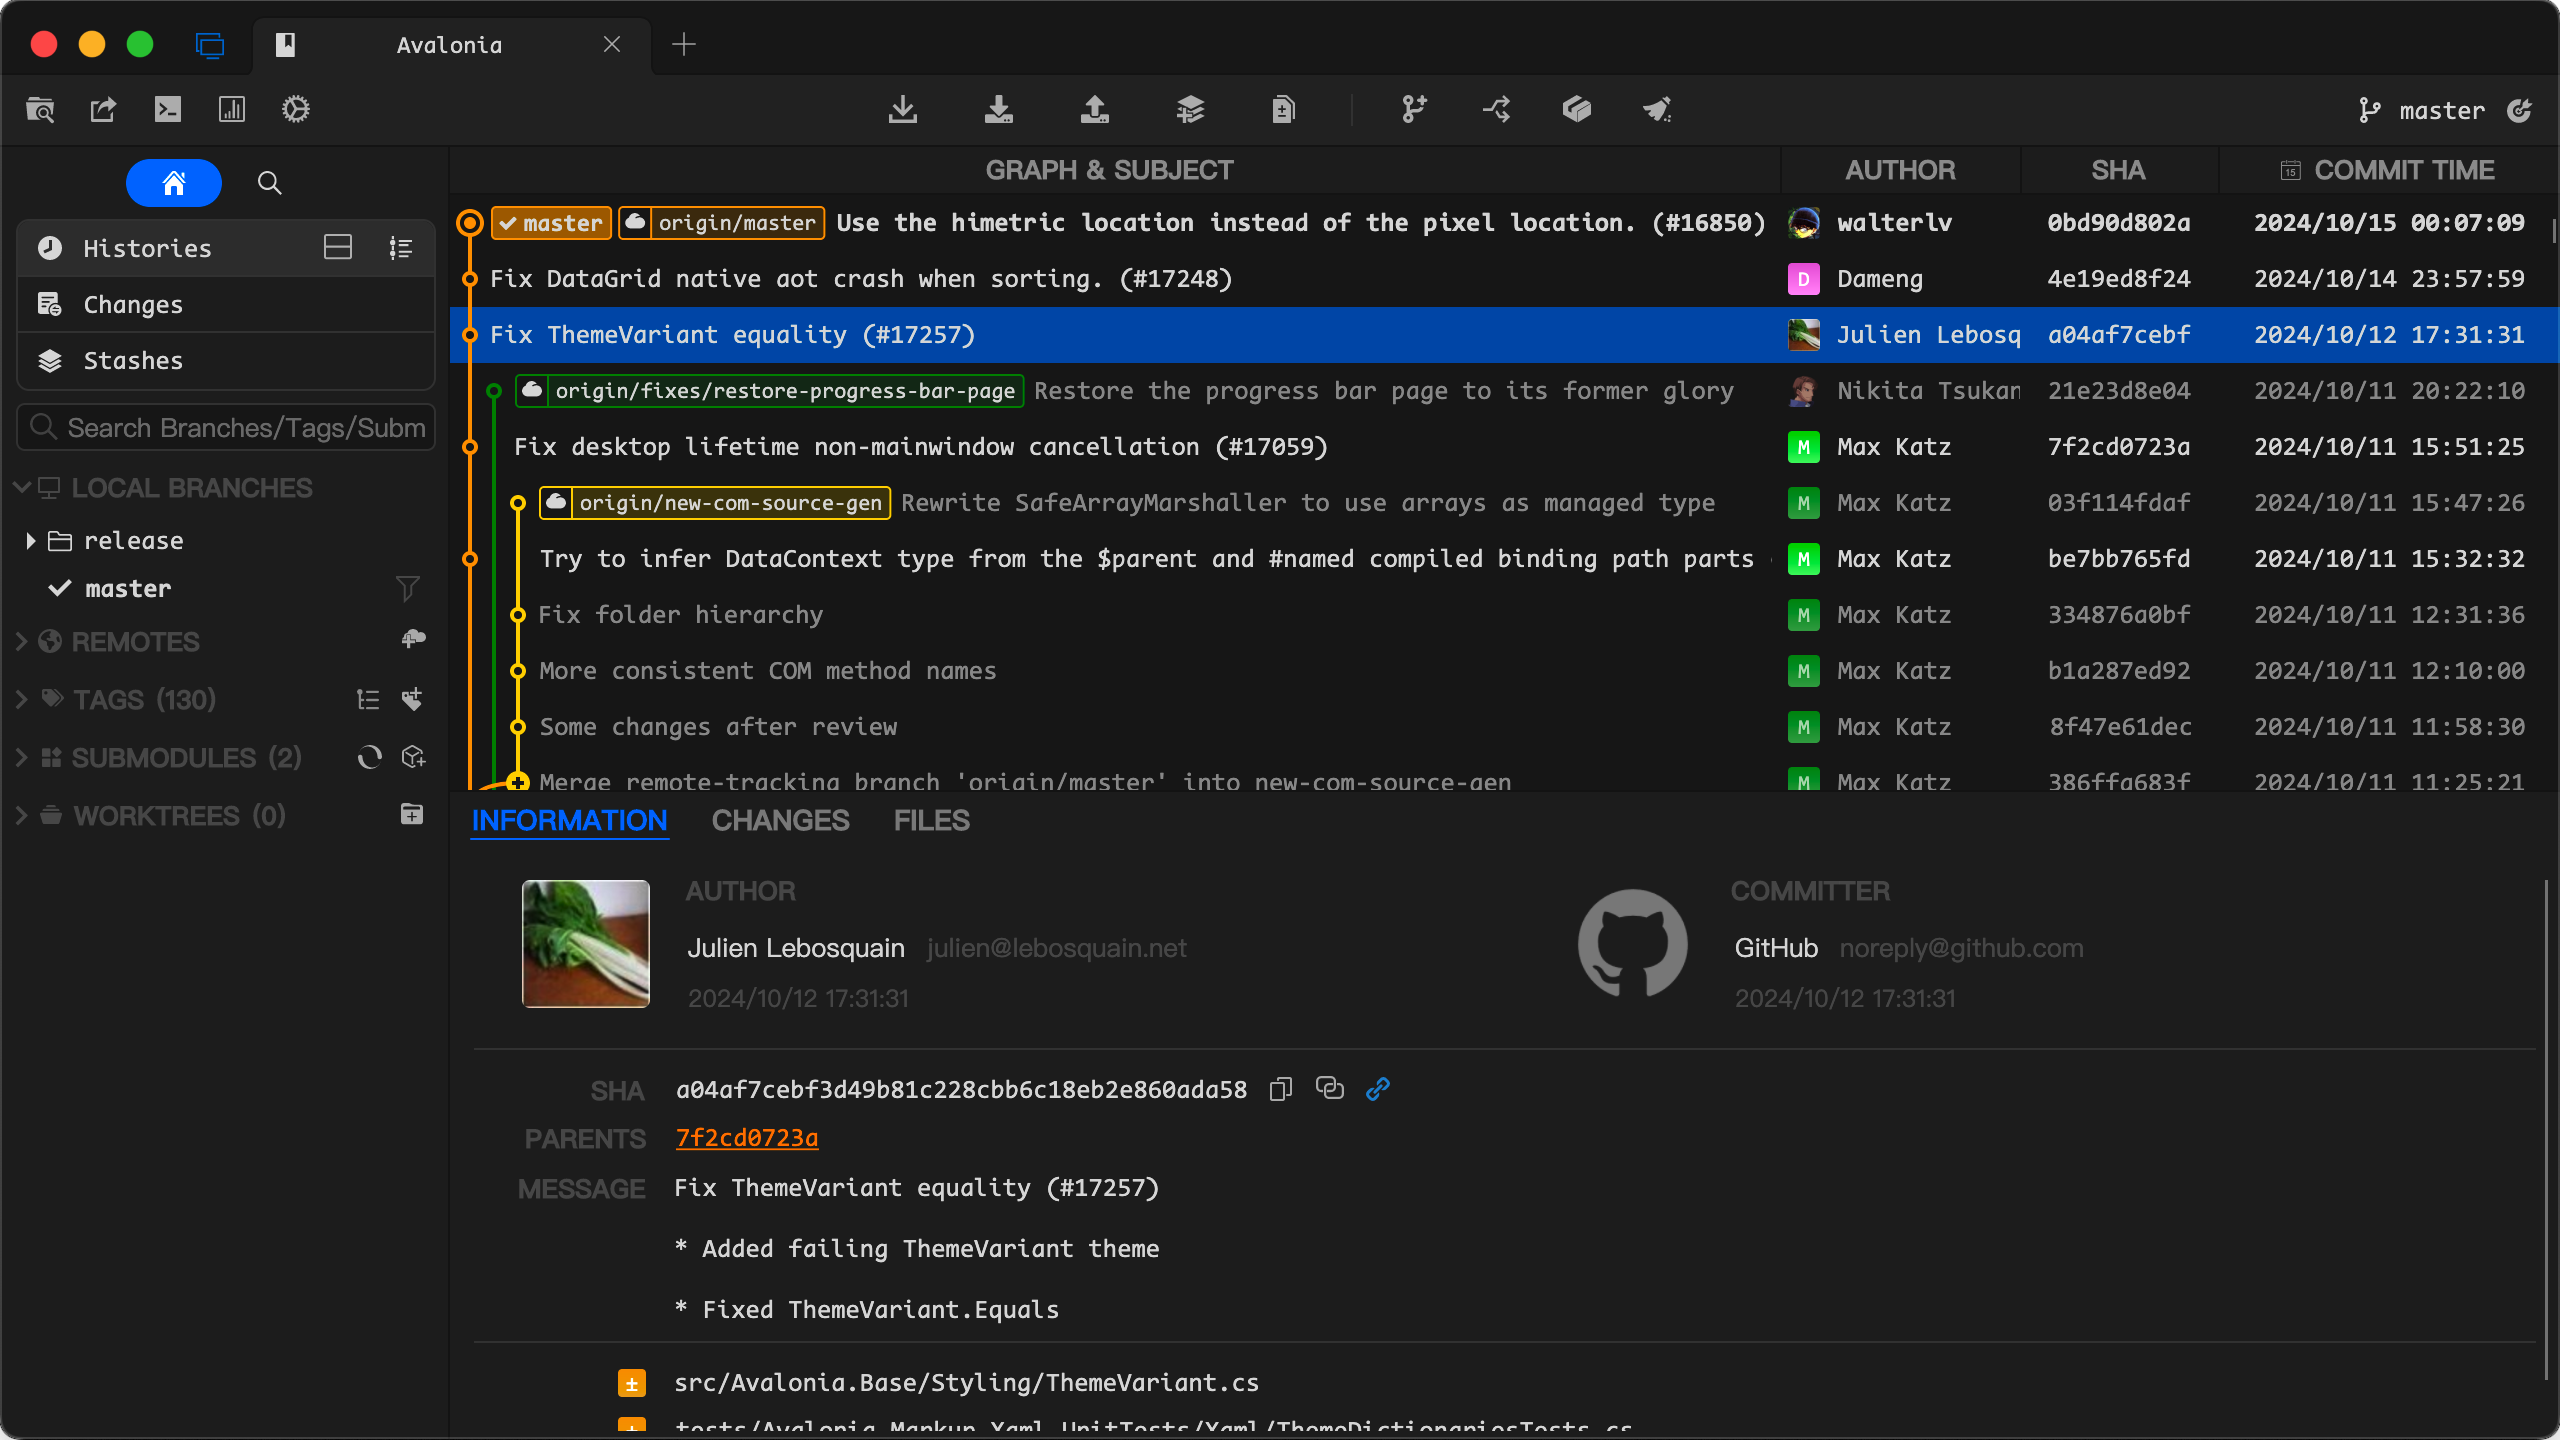 Avalonia
master
GRAPH & SUBJECT AUTHOR SHA 15 COMMIT TIME
Histories
Changes
Stashes
Search Branches/Tags/Subm
LOCAL BRANCHES
release
master
REMOTES
TAGS (130)
SUBMODULES (2)
WORKTREES (0)
master origin/master Use the himetric location instead of the pixel location. (#16850) walterlv 0bd90d802a 2024/10/15 00:07:09
Fix DataGrid native aot crash when sorting. (#17248) D Dameng 4e19ed8f24 2024/10/14 23:57:59
Fix ThemeVariant equality (#17257) Julien Lebosq a04af7cebf 2024/10/12 17:31:31
origin/fixes/restore-progress-bar-page Restore the progress bar page to its former glory Nikita Tsukan 21e23d8e04 2024/10/11 20:22:10
Fix desktop lifetime non-mainwindow cancellation (#17059) M Max Katz 7f2cd0723a 2024/10/11 15:51:25
origin/new-com-source-gen Rewrite SafeArrayMarshaller to use arrays as managed type M Max Katz 03f114fdaf 2024/10/11 15:47:26
Try to infer DataContext type from the $parent and #named compiled binding path parts M Max Katz be7bb765fd 2024/10/11 15:32:32
Fix folder hierarchy M Max Katz 334876a0bf 2024/10/11 12:31:36
More consistent COM method names M Max Katz b1a287ed92 2024/10/11 12:10:00
Some changes after review M Max Katz 8f47e61dec 2024/10/11 11:58:30
Merge remote-tracking branch 'origin/master' into new-com-source-gen M Max Katz 386ffa683f 2024/10/11 11:25:21
INFORMATION CHANGES FILES
AUTHOR
Julien Lebosquain julien@lebosquain.net
2024/10/12 17:31:31
COMMITTER
GitHub noreply@github.com
2024/10/12 17:31:31
SHA a04af7cebf3d49b81c228cbb6c18eb2e860ada58
PARENTS 7f2cd0723a
MESSAGE Fix ThemeVariant equality (#17257)
* Added failing ThemeVariant theme
* Fixed ThemeVariant.Equals
± src/Avalonia.Base/Styling/ThemeVariant.cs
± tests/Avalonia.Markup.Xaml.UnitTests/Xaml/ThemeDictionariesTests.cs